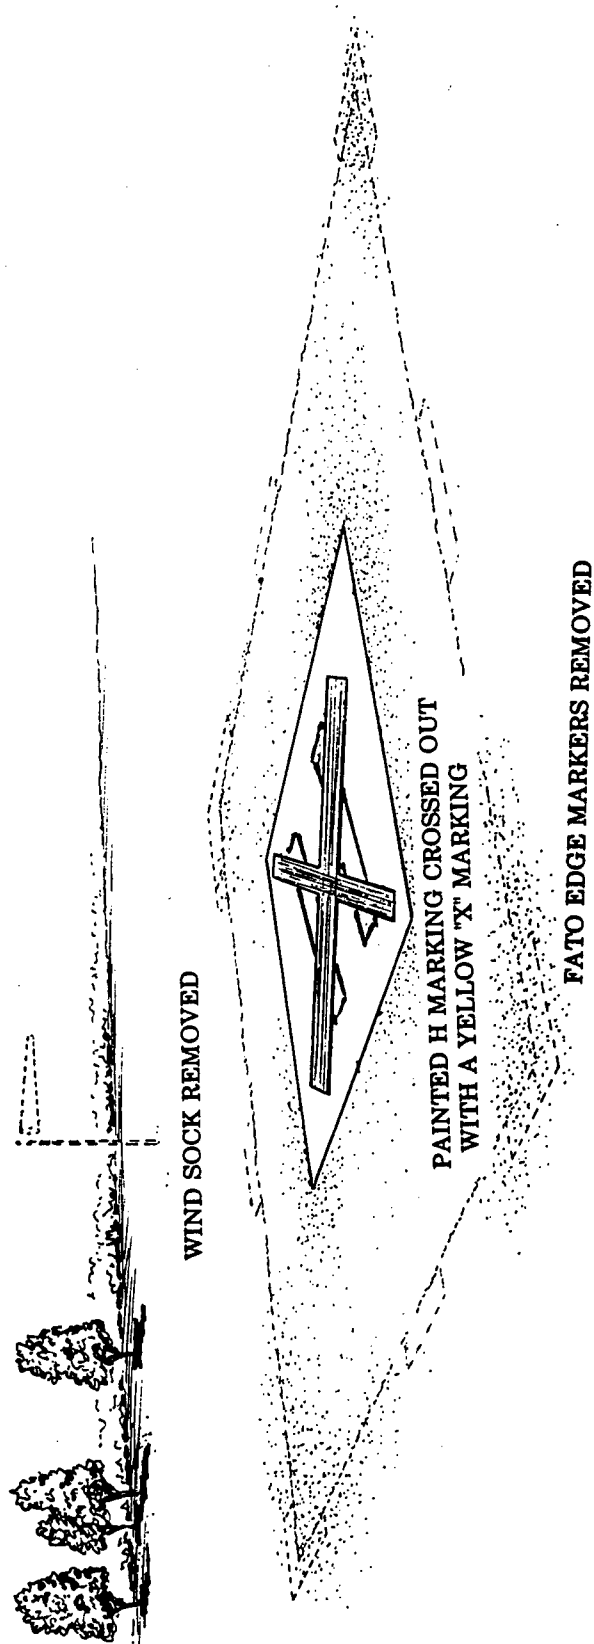 WIND SOCK REMOVED
PAINTED H MARKING CROSSED OUT
WITH A YELLOW "X" MARKING
FATO EDGE MARKERS REMOVED